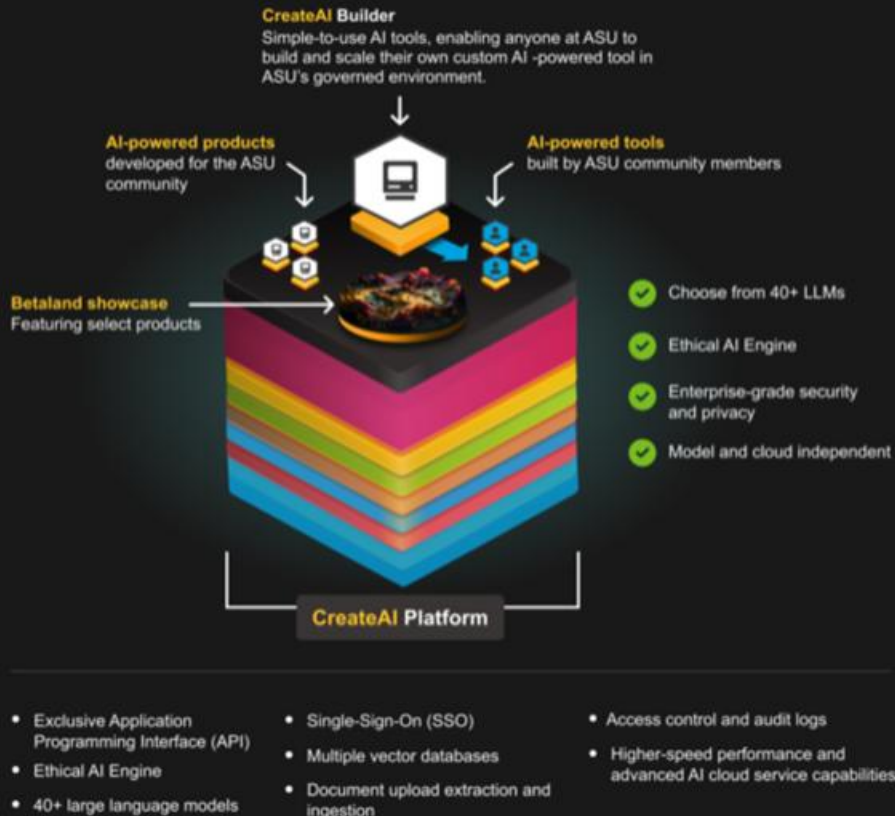 CreateAI Builder
Simple-to-use AI tools, enabling anyone at ASU to
build and scale their own custom AI -powered tool in
ASU's governed environment.
AI-powered products
developed for the ASU
community
AI-powered tools
built by ASU community members
Betaland showcase
Featuring select products
Choose from 40+ LLMs
Ethical AI Engine
Enterprise-grade security
and privacy
Model and cloud independent
CreateAI Platform
• Exclusive Application
Programming Interface (API)
• Ethical AI Engine
• 40+ large language models
• Single-Sign-On (SSO)
• Multiple vector databases
• Document upload extraction and
ingestion
• Access control and audit logs
• Higher-speed performance and
advanced AI cloud service capabilities